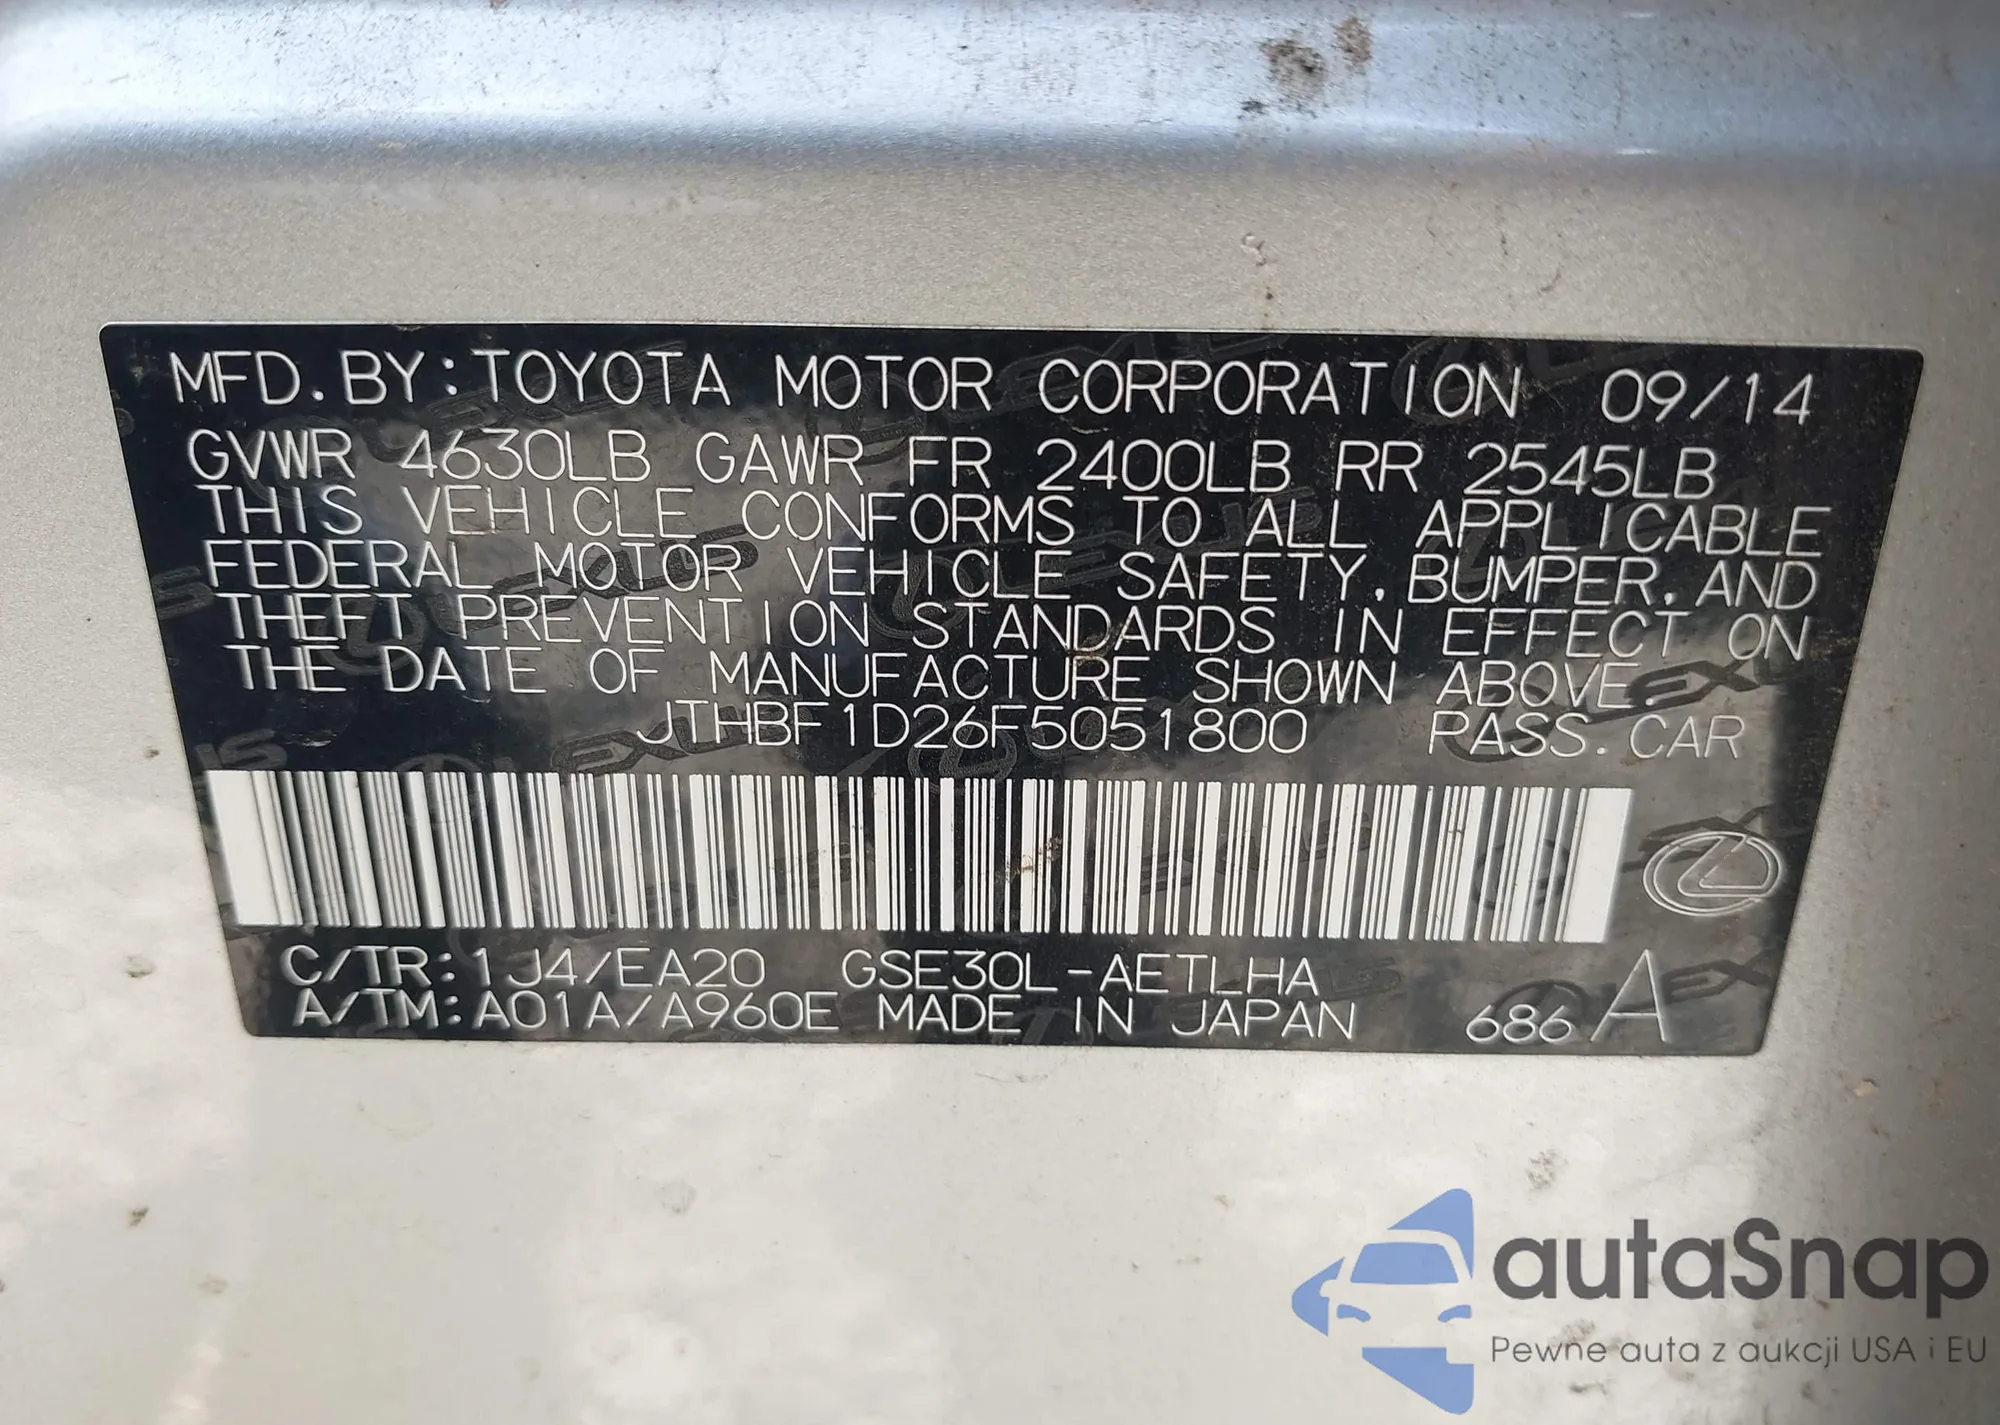 MFD. BY: TOYOTA MOTOR CORPORATION 09/14
GVWR 4630LB GAWR FR 2400LB RR 2545LB
THIS VEHICLE CONFORMS TO ALL APPLICABLE
FEDERAL MOTOR VEHICLE SAFETY, BUMPER, AND
THEFT PREVENTION STANDARDS IN EFFECT ON
THE DATE OF MANUFACTURE SHOWN ABOVE.
JTHBF1D26F5051800 PASS. CAR
C/TR: 1J4/EA20 GSE30L-AETLHA
A/TM: A01A/A960E MADE IN JAPAN 686 A
autaSnap
Pewne auta z aukcji USA i EU